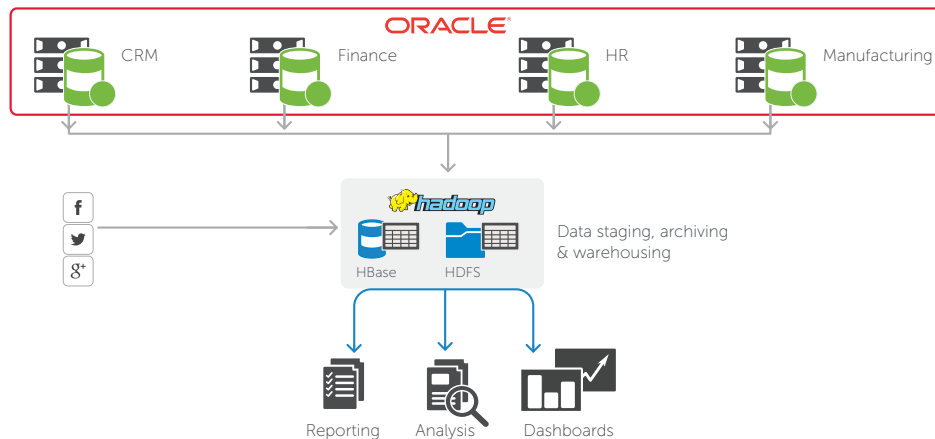 ORACLE®
CRM
Finance
HR
Manufacturing
hadoop
f
g+
HBase
HDFS
Data staging, archiving
& warehousing
Reporting
Analysis
Dashboards